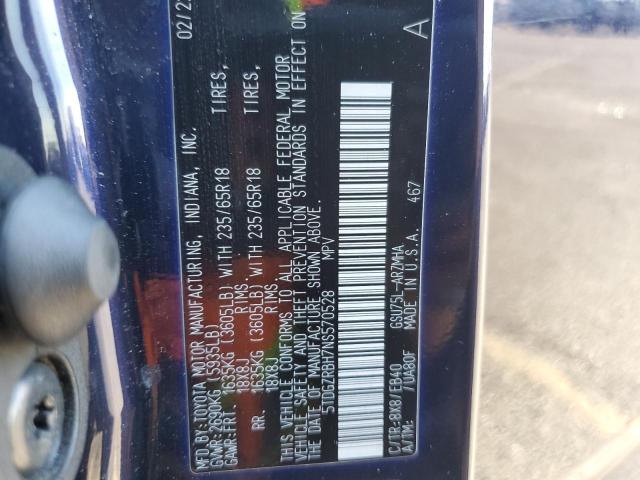 MFD.BY:TOYOTA MOTOR MANUFACTURING, INDIANA, INC. 02/2
GVWR:2690KG (5935LB)
GAWR:FRT. 1635KG (3605LB) WITH 235/65R18 TIRES,
18X8J RIMS.
RR. 1635KG (3605LB) WITH 235/65R18 TIRES,
18X8J RIMS.
THIS VEHICLE CONFORMS TO ALL APPLICABLE FEDERAL MOTOR
VEHICLE SAFETY AND THEFT PREVENTION STANDARDS IN EFFECT
ON THE DATE OF MANUFACTURE SHOWN ABOVE.
5TDGZRBH7NS570528 MPV
C/TR:8X8/EB40 GSU75L-ARZMHA A
A/TM: /UA80F MADE IN U.S.A. 467